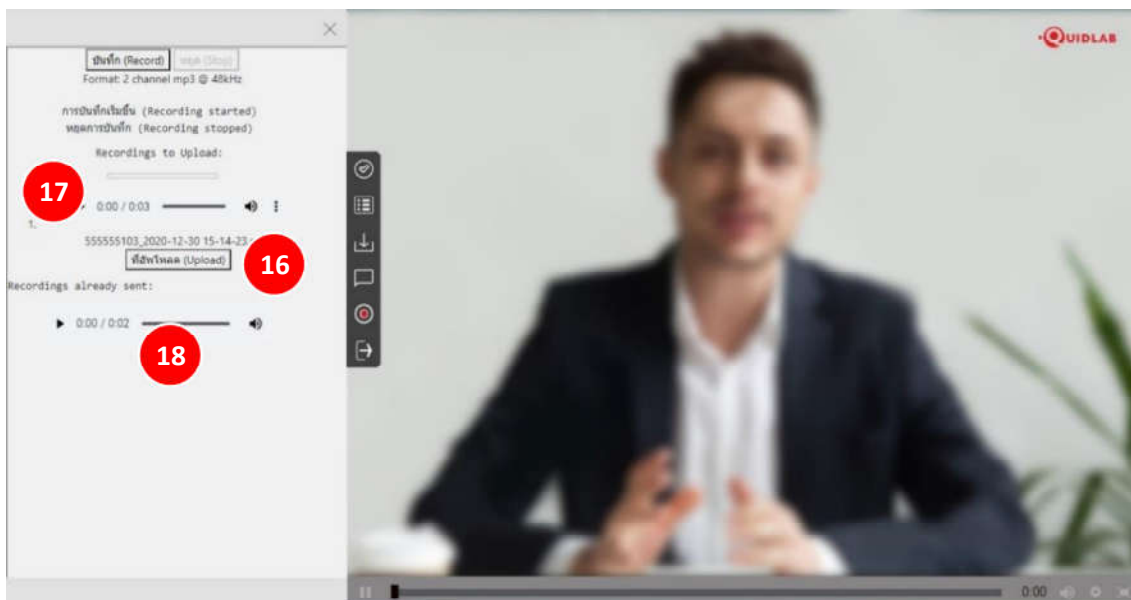 QUIDLAB
บันทึก (Record) หยุด (Stop)
Format: 2 channel mp3 @ 48kHz
การบันทึกเริ่มขึ้น (Recording started)
หยุดการบันทึก (Recording stopped)
Recordings to Upload:
17
0:00 / 0:03
1.
555555103_2020-12-30 15-14-23
ที่อัพโหลด (Upload)
16
Recordings already sent:
0:00 / 0:02
18
0:00